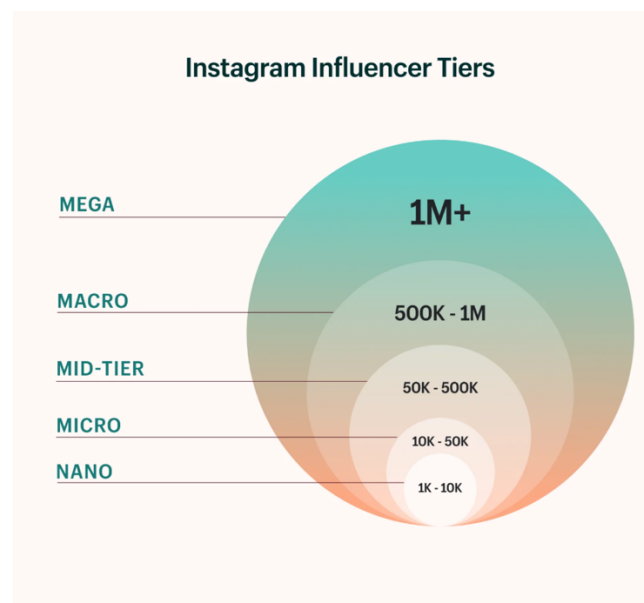 Instagram Influencer Tiers
MEGA
1M+
MACRO
500K - 1M
MID-TIER
50K - 500K
MICRO
10K - 50K
NANO
1K - 10K